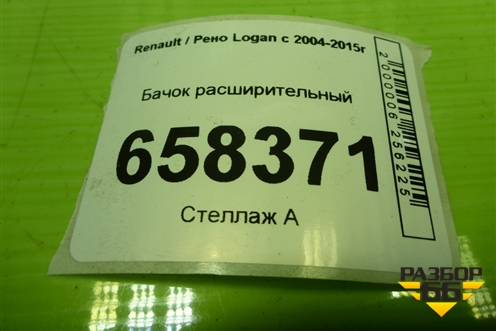 Renault / Рено Logan с 2004-2015г
Бачок расширительный
658371
Стеллаж А
2000006256225
РАЗБОР
66